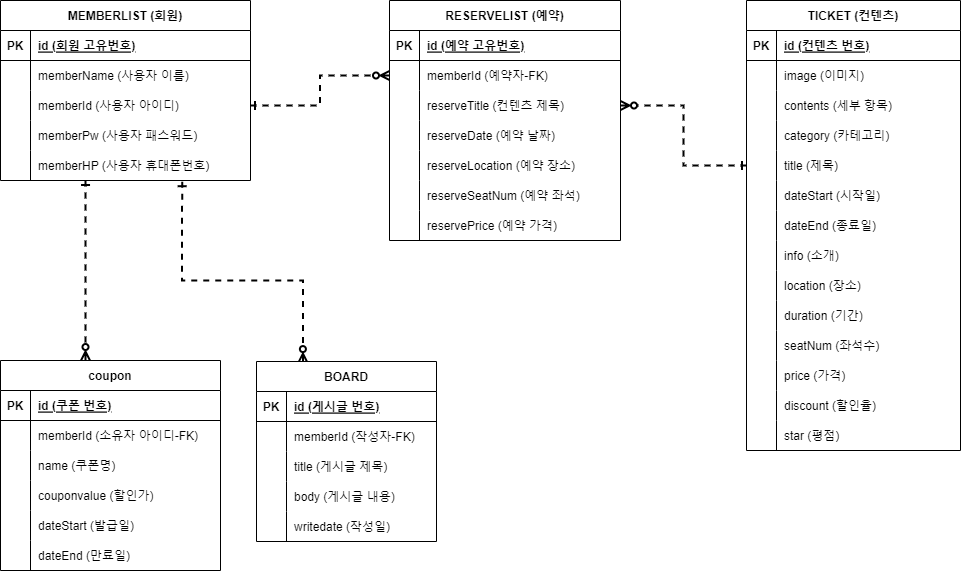 MEMBERLIST (회원)
PK id (회원 고유번호)
memberName (사용자 이름)
memberId (사용자 아이디)
memberPw (사용자 패스워드)
memberHP (사용자 휴대폰번호)
RESERVELIST (예약)
PK id (예약 고유번호)
memberId (예약자-FK)
reserveTitle (컨텐츠 제목)
reserveDate (예약 날짜)
reserveLocation (예약 장소)
reserveSeatNum (예약 좌석)
reservePrice (예약 가격)
TICKET (컨텐츠)
PK id (컨텐츠 번호)
image (이미지)
contents (세부 항목)
category (카테고리)
title (제목)
dateStart (시작일)
dateEnd (종료일)
info (소개)
location (장소)
duration (기간)
seatNum (좌석수)
price (가격)
discount (할인율)
star (평점)
coupon
PK id (쿠폰 번호)
memberId (소유자 아이디-FK)
name (쿠폰명)
couponvalue (할인가)
dateStart (발급일)
dateEnd (만료일)
BOARD
PK id (게시글 번호)
memberId (작성자-FK)
title (게시글 제목)
body (게시글 내용)
writedate (작성일)